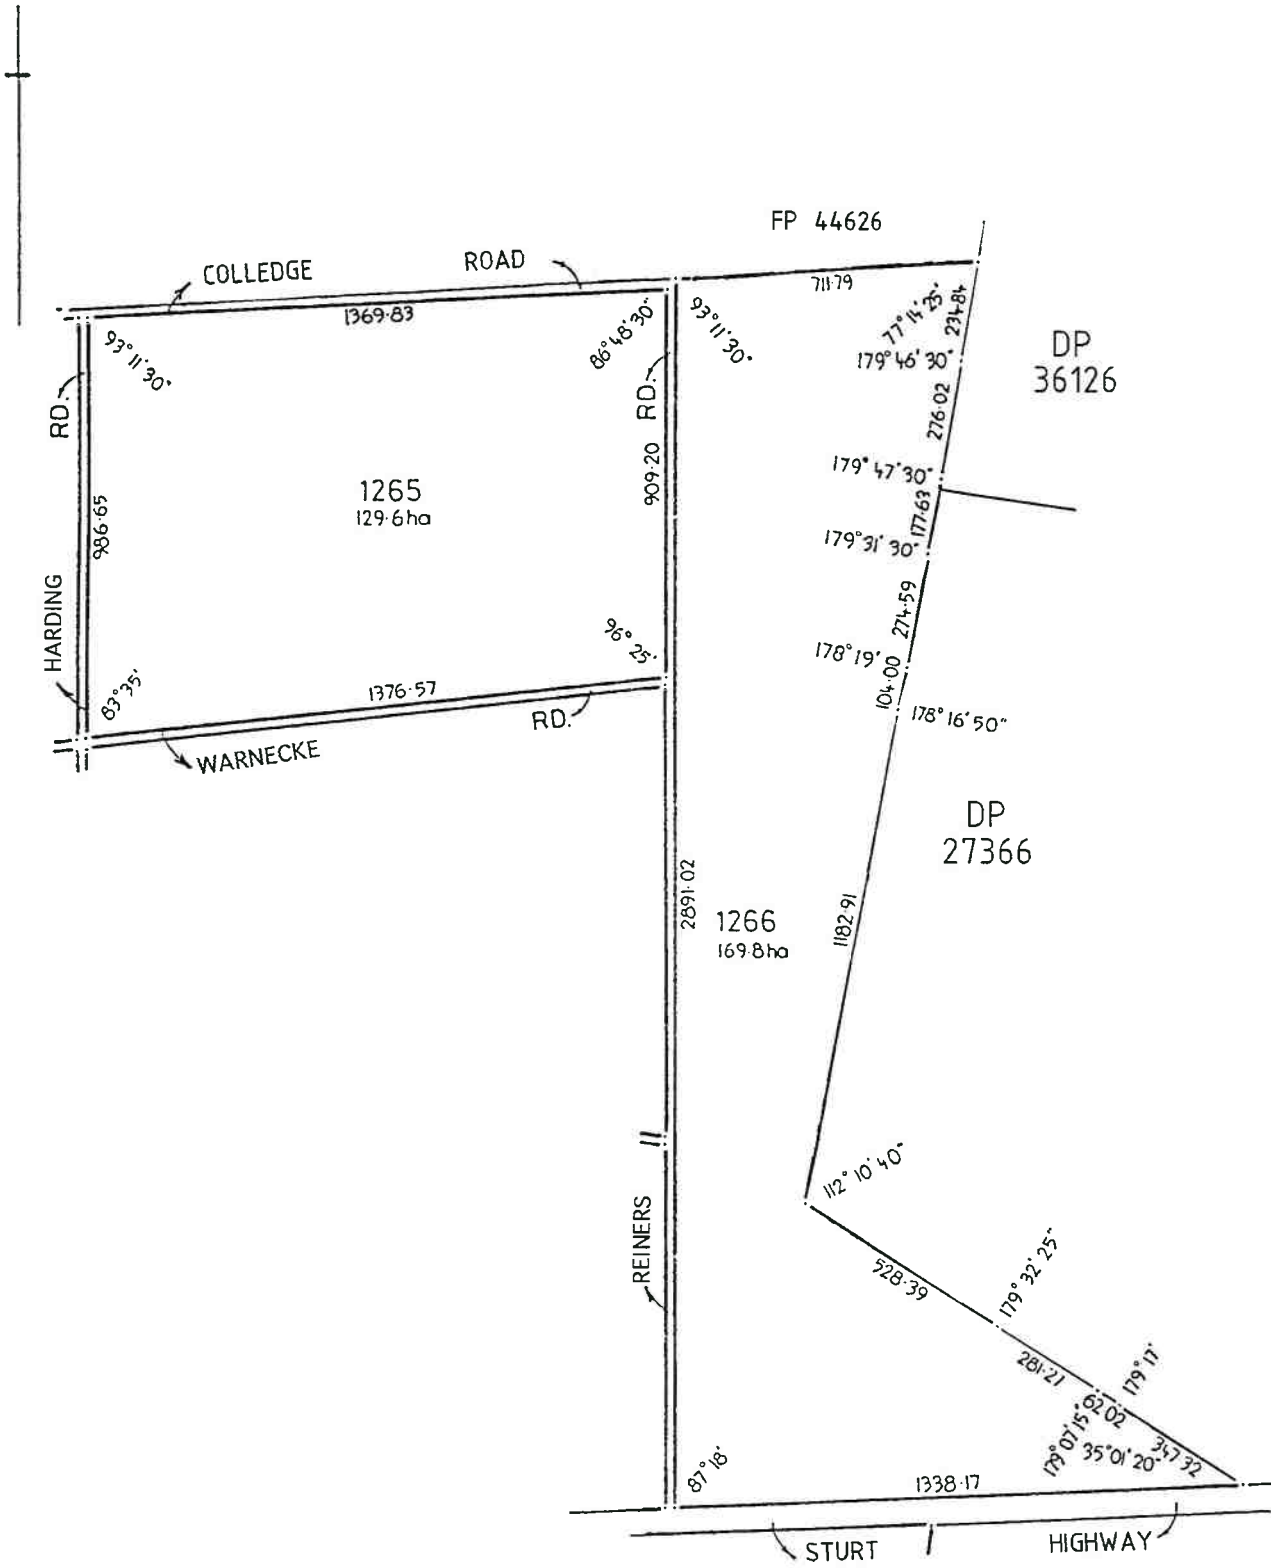 FP 44626
COLLEDGE ROAD
711·79
1369·83
93°11'30"
86°48'30"
93°11'30"
77°14'25"
234·84
179°46'30"
DP
36126
RD.
RD.
276·02
909·20
179°47'30"
1265
129·6ha
177·63
986·65
179°31'30"
274·59
HARDING
96°25'
178°19'
104·00
83°35'
1376·57
178°16'50"
RD.
WARNECKE
DP
27366
2891·02
1266
169·8ha
1182·91
112°10'40"
REINERS
528·39
179°32'25"
281·27
179°17'
62·02
179°07'15"
35°01'20"
347·32
87°18'
1338·17
STURT HIGHWAY